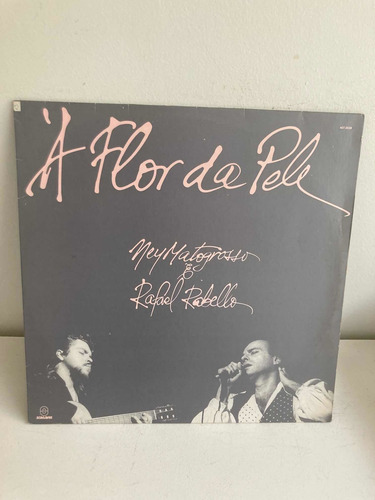 À Flor da Pele
Ney Matogrosso
e
Rafael Rabello